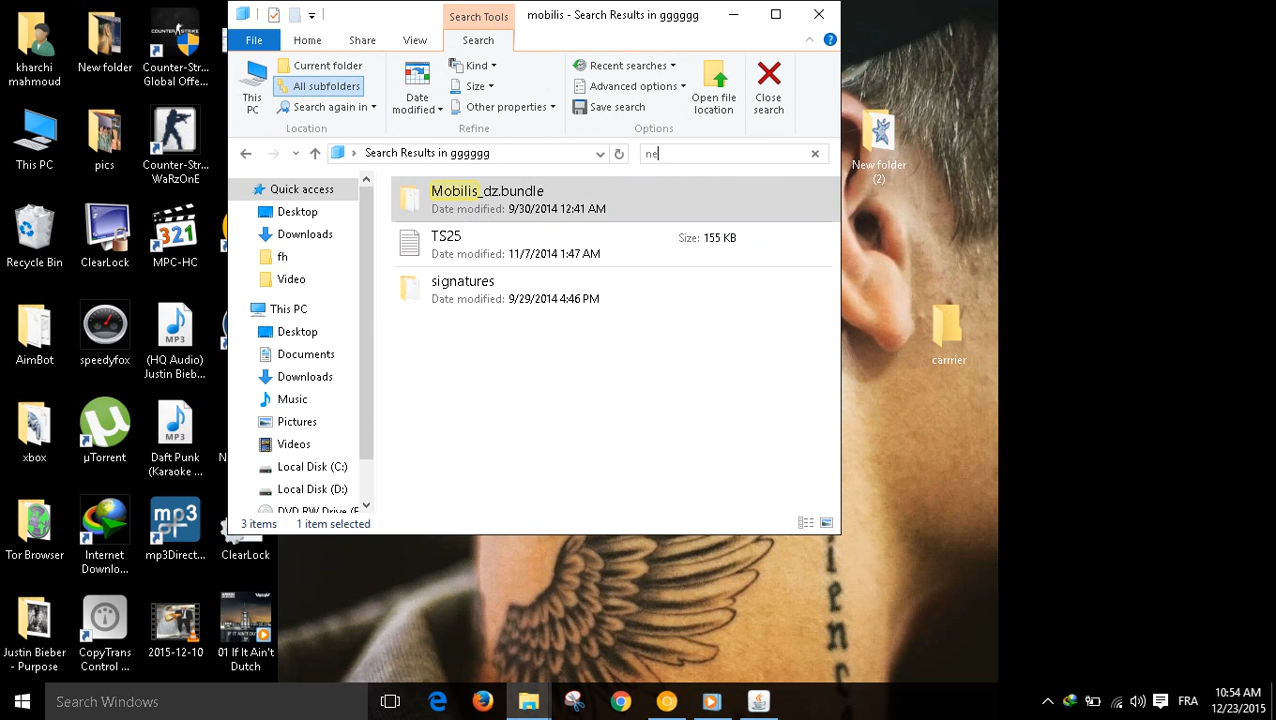 mobilis - Search Results in gggggg
Search Tools
File
Home
Share
View
Search
This PC
Current folder
All subfolders
Search again in
Location
Date modified
Kind
Size
Other properties
Refine
Recent searches
Advanced options
Save search
Options
Open file location
Close search
Search Results in gggggg
ne
Quick access
Desktop
Downloads
fh
Video
This PC
Desktop
Documents
Downloads
Music
Pictures
Videos
Local Disk (C:)
Local Disk (D:)
DVD RW Drive (F
Mobilis_dz.bundle
Date modified: 9/30/2014 12:41 AM
TS25
Size: 155 KB
Date modified: 11/7/2014 1:47 AM
signatures
Date modified: 9/29/2014 4:46 PM
3 items
1 item selected
kharchi mahmoud
New folder
COUNTER STRIKE
Counter-Str... Global Offe...
This PC
pics
Counter-Str... WaRzOnE
Recycle Bin
ClearLock
321
MPC-HC
AimBot
speedyfox
MP3
(HQ Audio) Justin Bieb...
xbox
µTorrent
MP3
Daft Punk (Karaoke ...
N
Tor Browser
Internet Downlo...
mp3
mp3Direct...
ClearLock
Justin Bieber - Purpose
CopyTrans Control ...
2015-12-10
01 If It Ain't Dutch
New folder (2)
carrrier
Search Windows
FRA
10:54 AM
12/23/2015